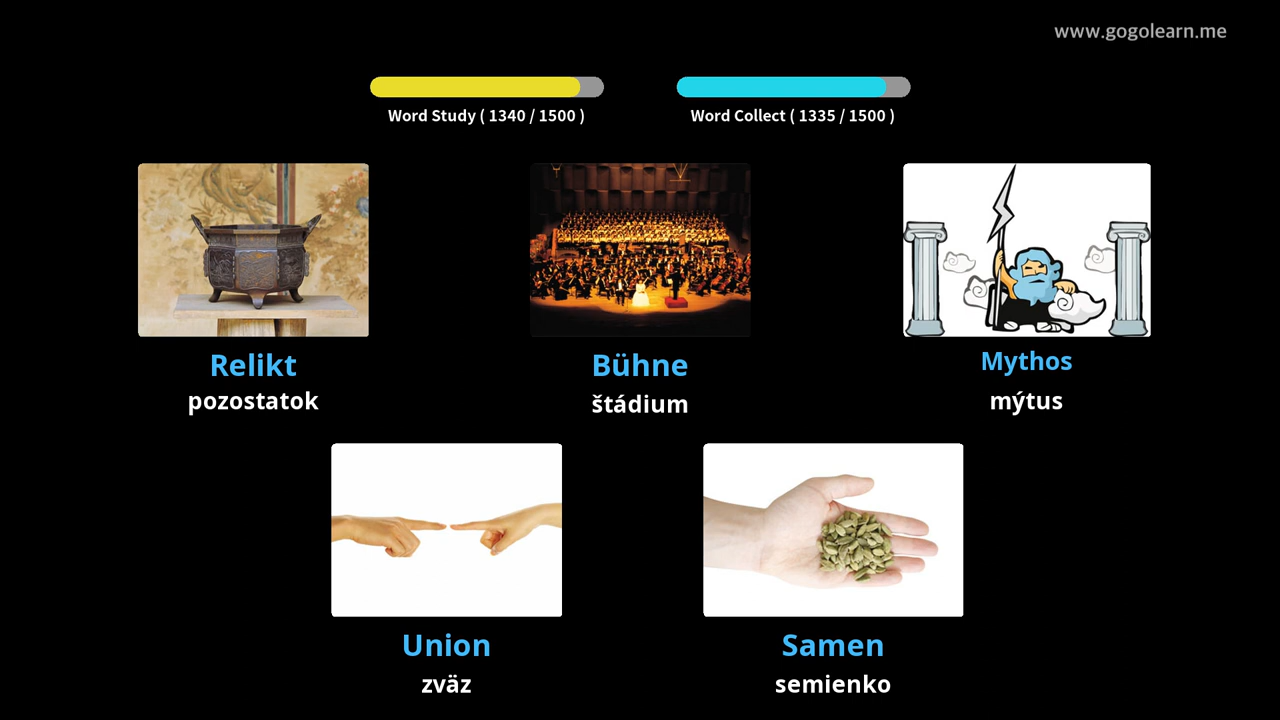 www.gogolearn.me
Word Study ( 1340 / 1500 )
Word Collect ( 1335 / 1500 )
Relikt
pozostatok
Bühne
štádium
Mythos
mýtus
Union
zväz
Samen
semienko